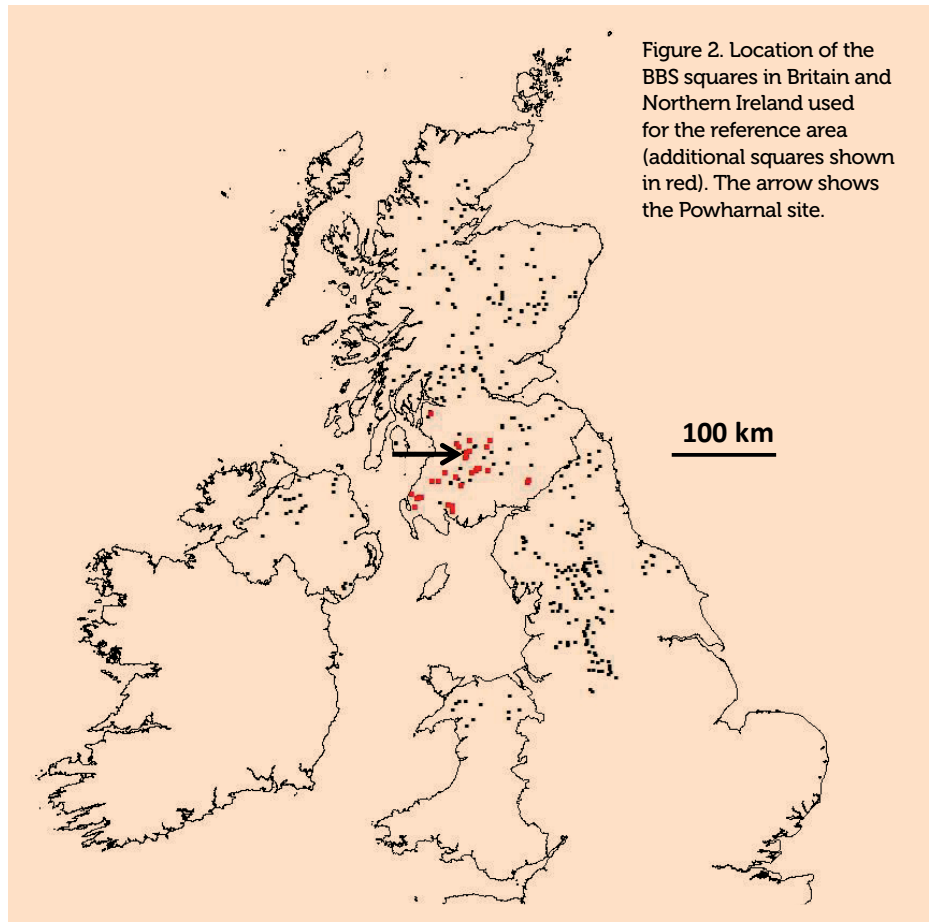 Figure 2. Location of the
BBS squares in Britain and
Northern Ireland used
for the reference area
(additional squares shown
in red). The arrow shows
the Powharnal site.
100 km